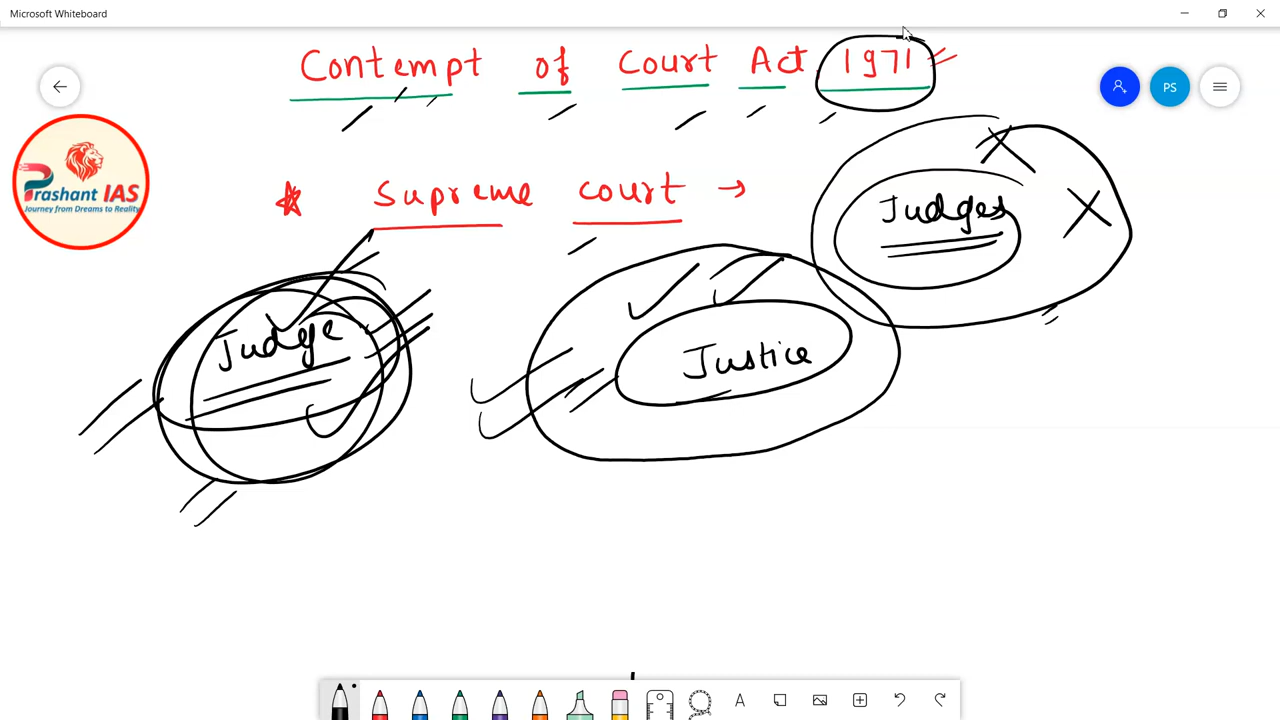 Microsoft Whiteboard
Contempt of Court Act 1971
PS
Prashant IAS
Journey from Dreams to Reality
Supreme court →
Judges
Judge
Justice
A